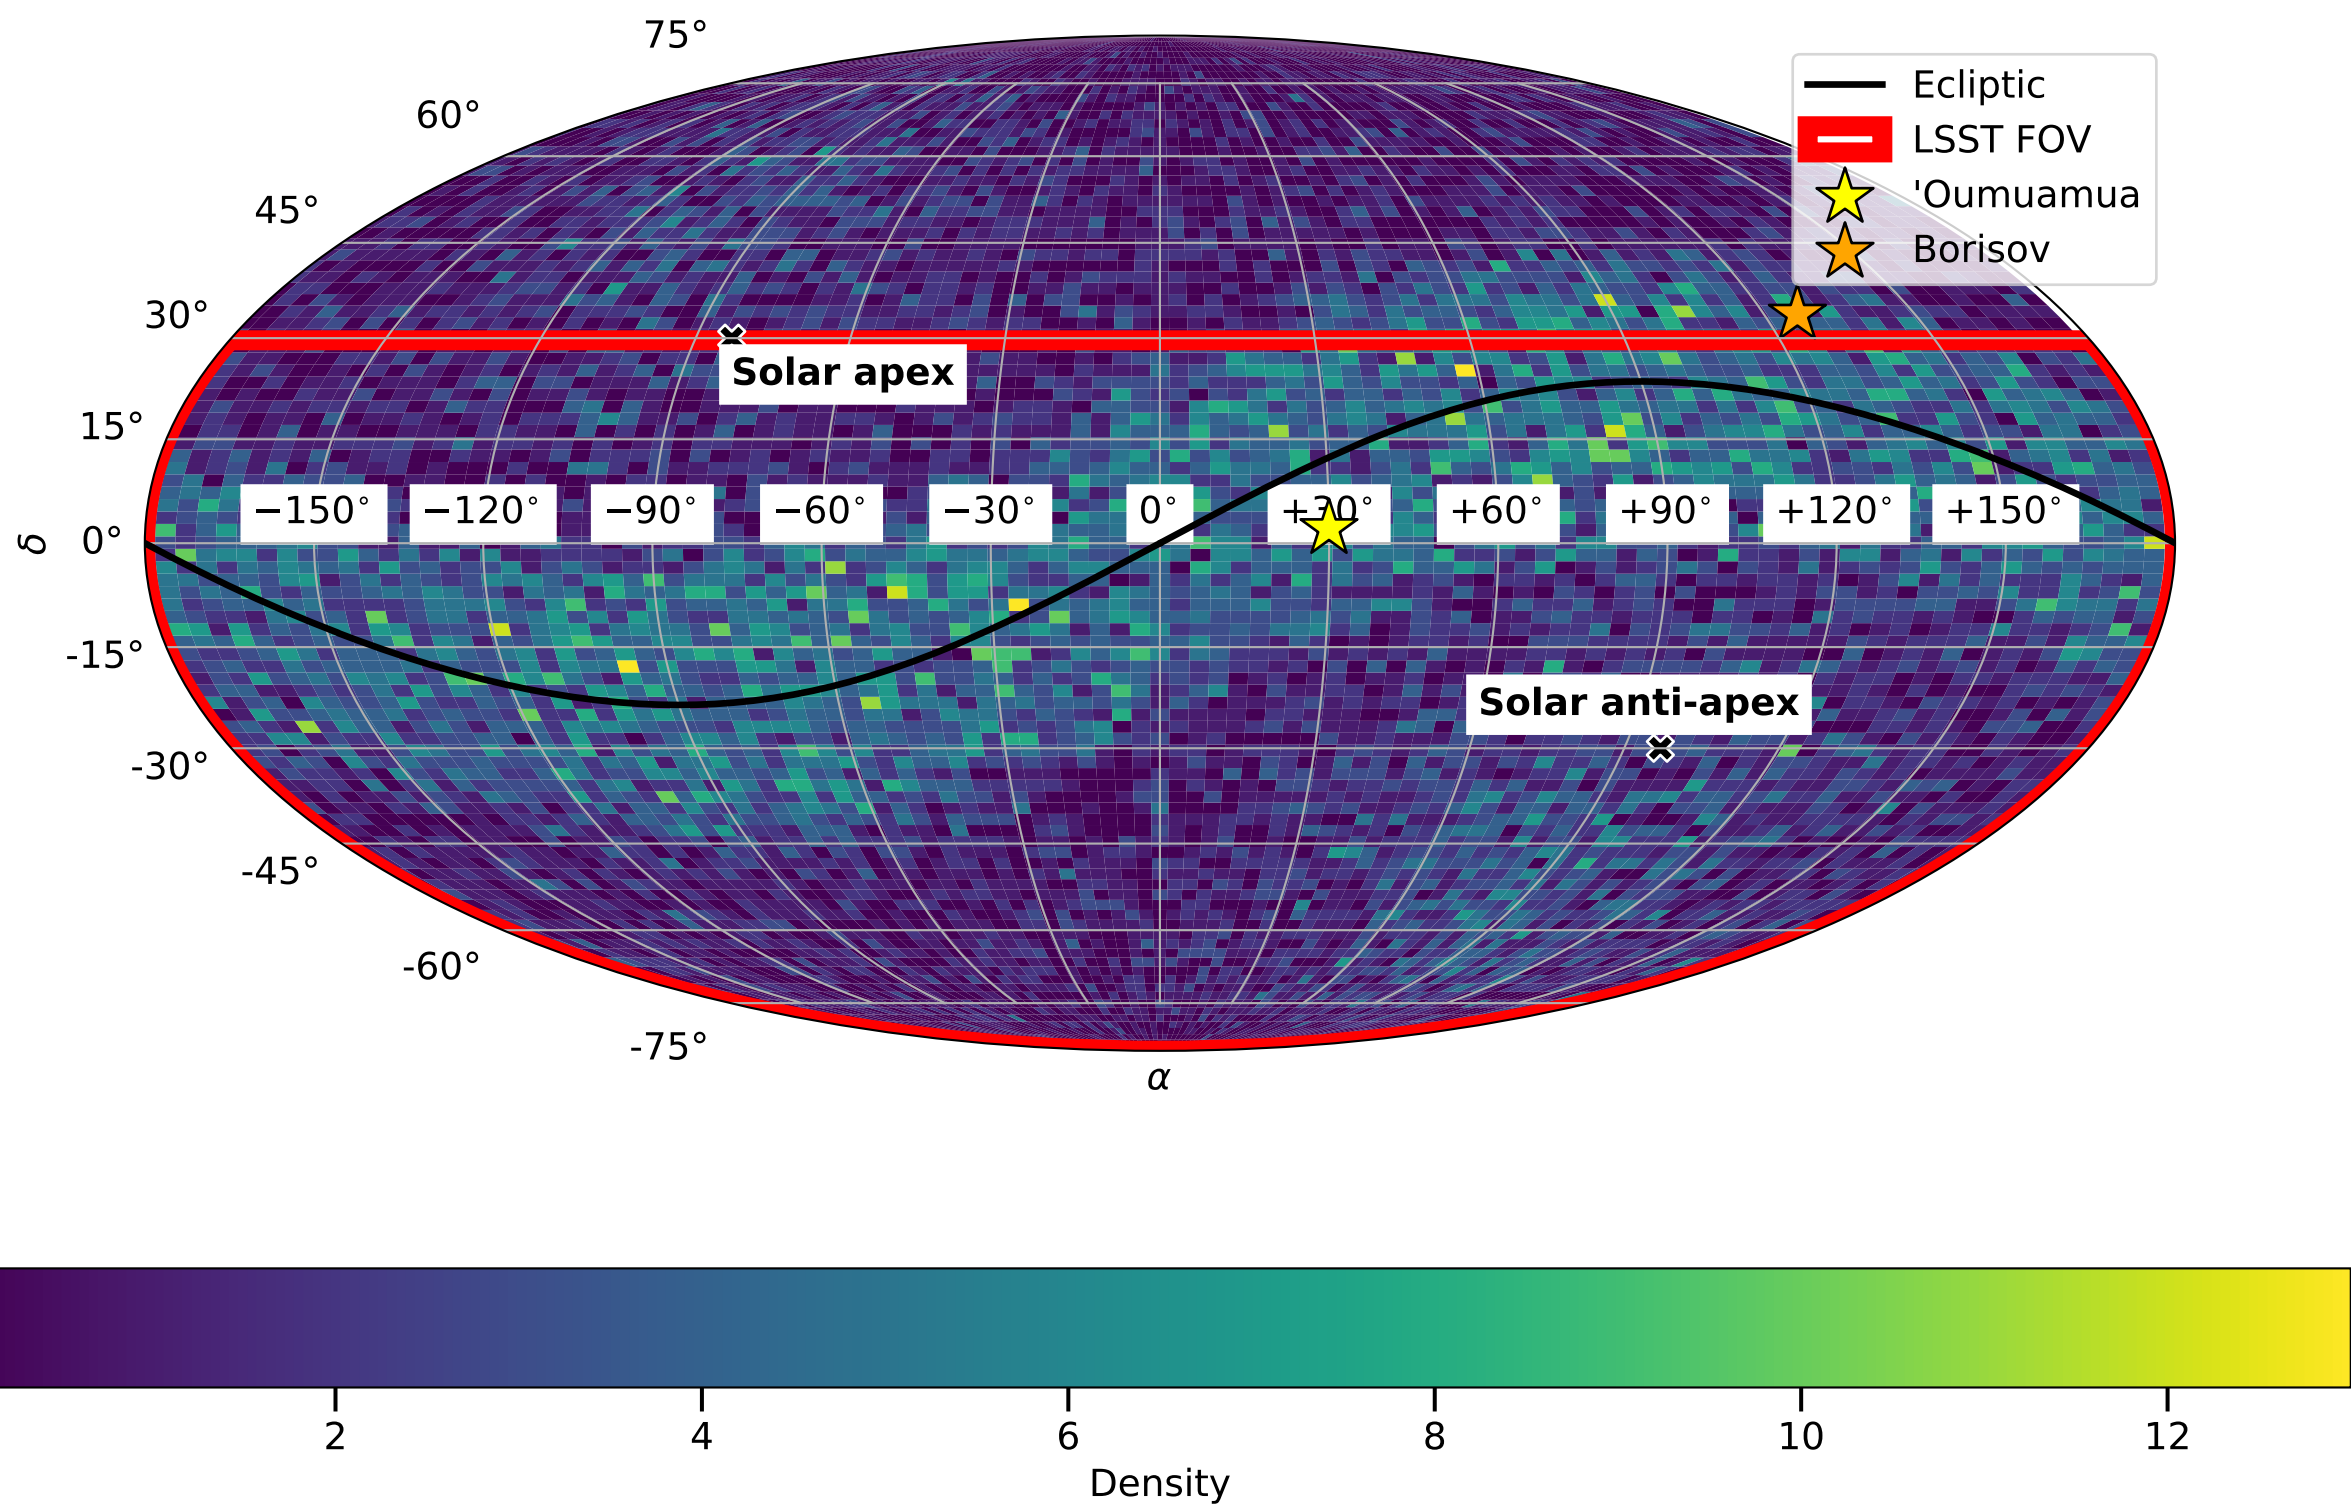 75°
60°
45°
30°
15°
0°
-15°
-30°
-45°
-60°
-75°
δ
α
Ecliptic
LSST FOV
'Oumuamua
Borisov
Solar apex
−150° −120° −90° −60° −30° 0° +30° +60° +90° +120° +150°
Solar anti-apex
2 4 6 8 10 12
Density